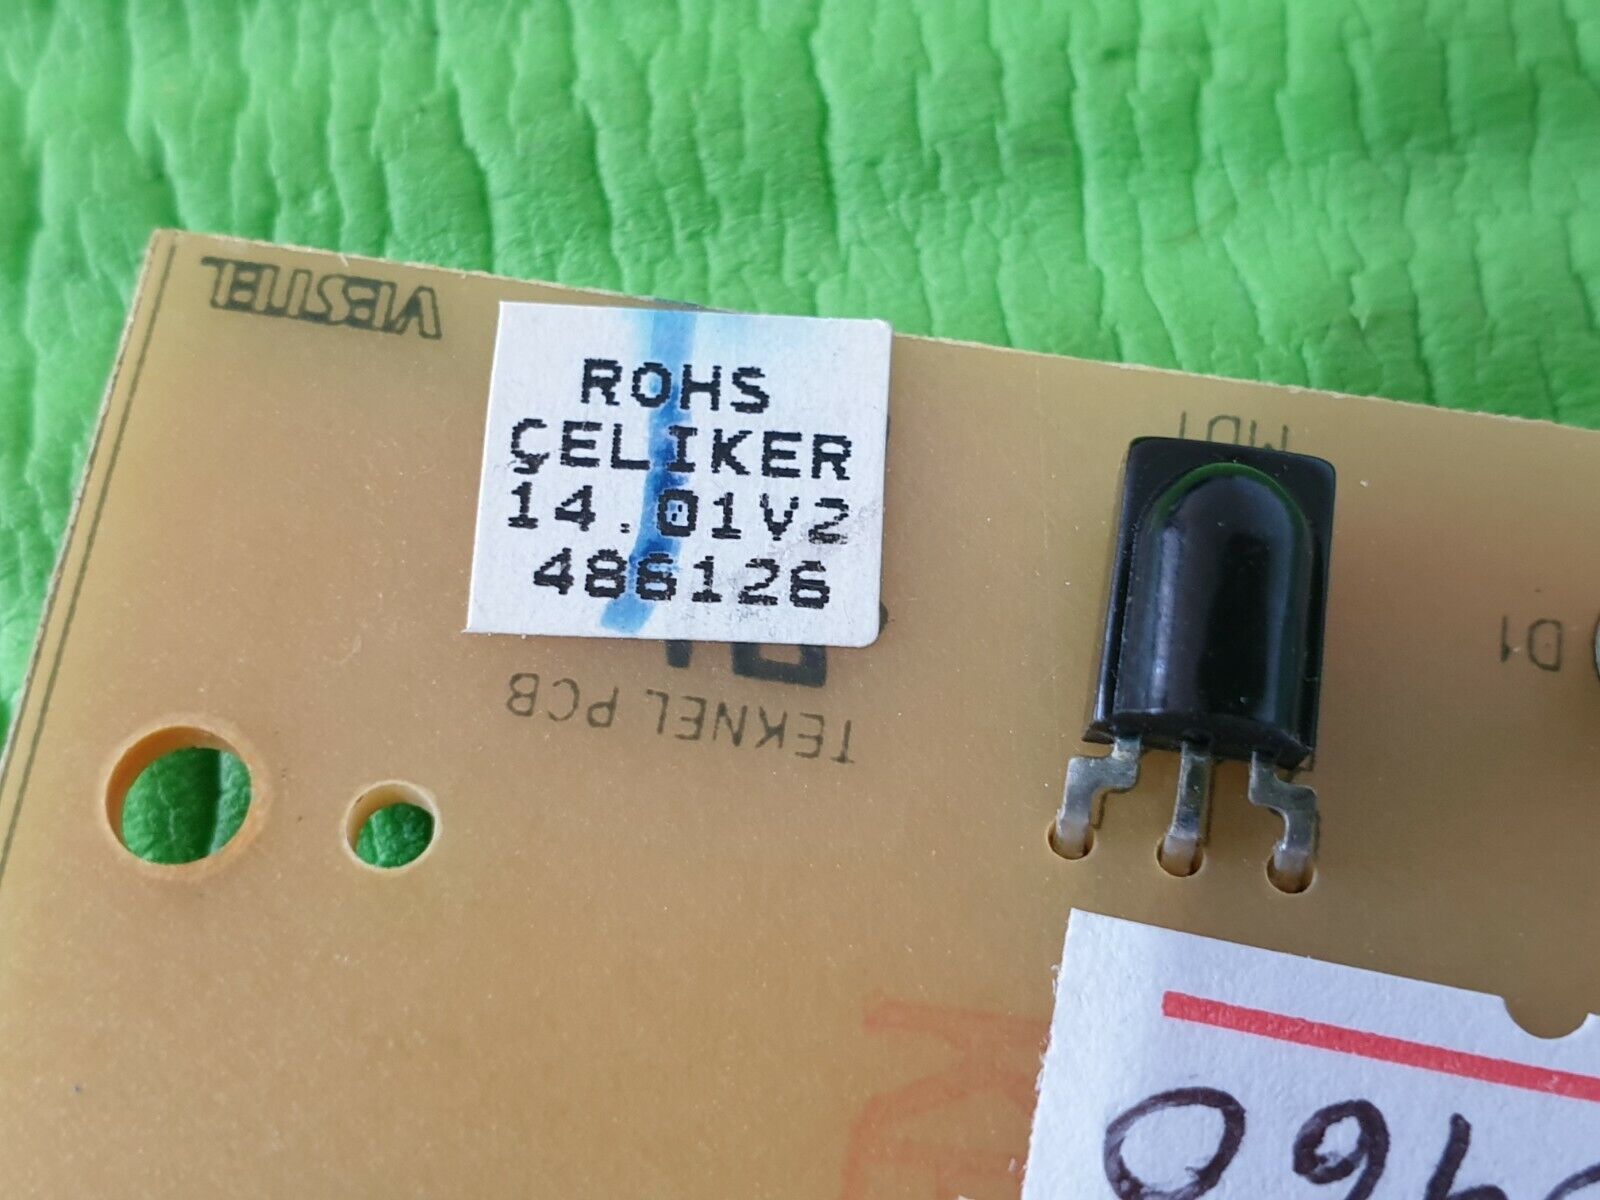 VESTEL
ROHS
ÇELIKER
14.01V2
486126
MD1
D1
TEKNEL PCB